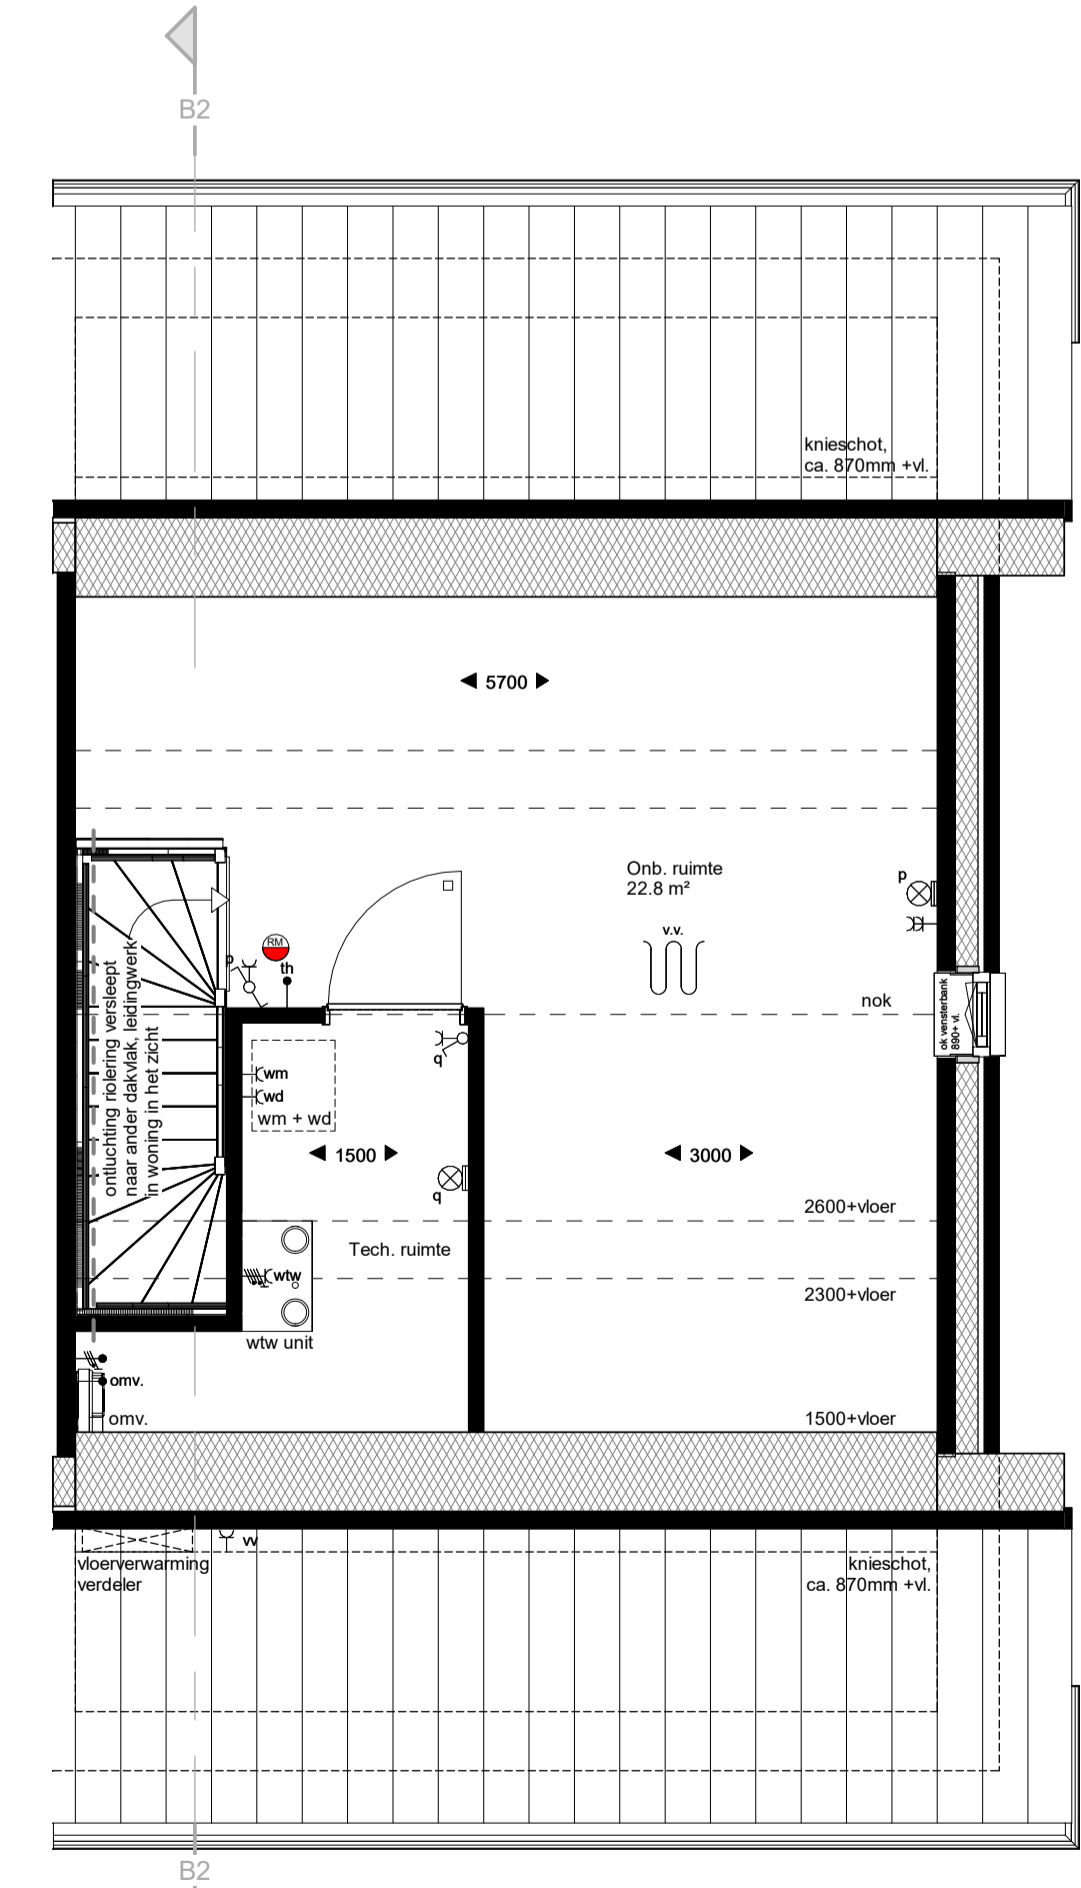 B2
knieschot,
ca. 870mm +vl.
5700
Onb. ruimte
22.8 m²
p
v.v.
RM
p
th
nok
ok vensterbank
890+ vl.
ontluchting riolering versleept
naar ander dakvlak, leidingwerk
in woning in het zicht
q
wm
wd
wm + wd
1500
3000
q
2600+vloer
Tech. ruimte
wtw
2300+vloer
wtw unit
omv.
omv.
1500+vloer
vv
vloerverwarming
verdeler
knieschot,
ca. 870mm +vl.
B2